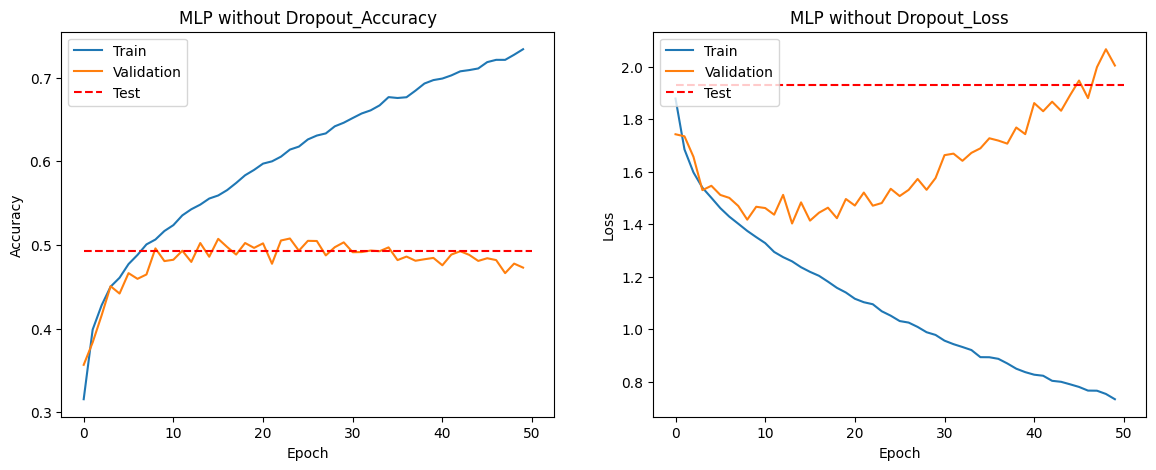 MLP without Dropout_Accuracy
Train
Validation
Test
Accuracy
0.7
0.6
0.5
0.4
0.3
0 10 20 30 40 50
Epoch
MLP without Dropout_Loss
Train
Validation
Test
Loss
2.0
1.8
1.6
1.4
1.2
1.0
0.8
0 10 20 30 40 50
Epoch